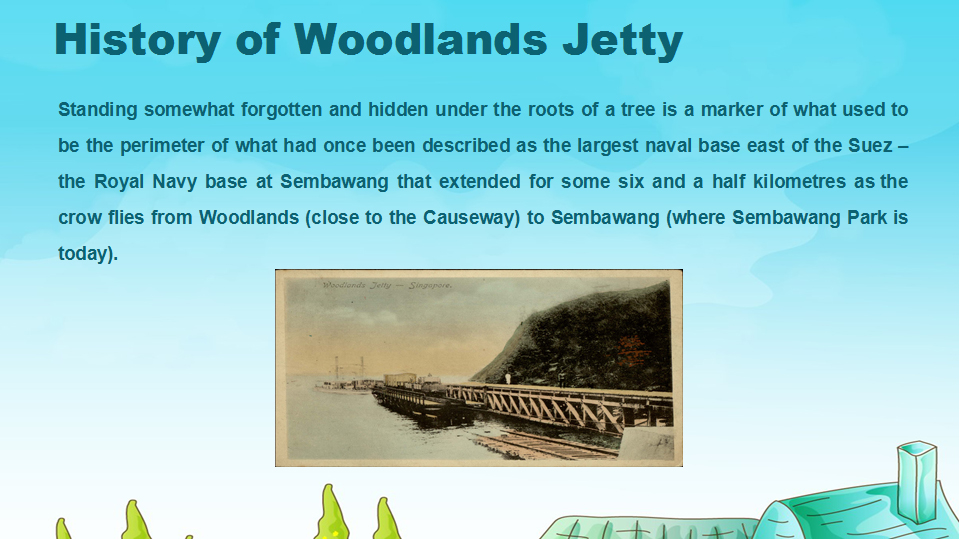 History of Woodlands Jetty
Standing somewhat forgotten and hidden under the roots of a tree is a marker of what used to
be the perimeter of what had once been described as the largest naval base east of the Suez –
the Royal Navy base at Sembawang that extended for some six and a half kilometres as the
crow flies from Woodlands (close to the Causeway) to Sembawang (where Sembawang Park is
today).
Woodlands Jetty — Singapore.